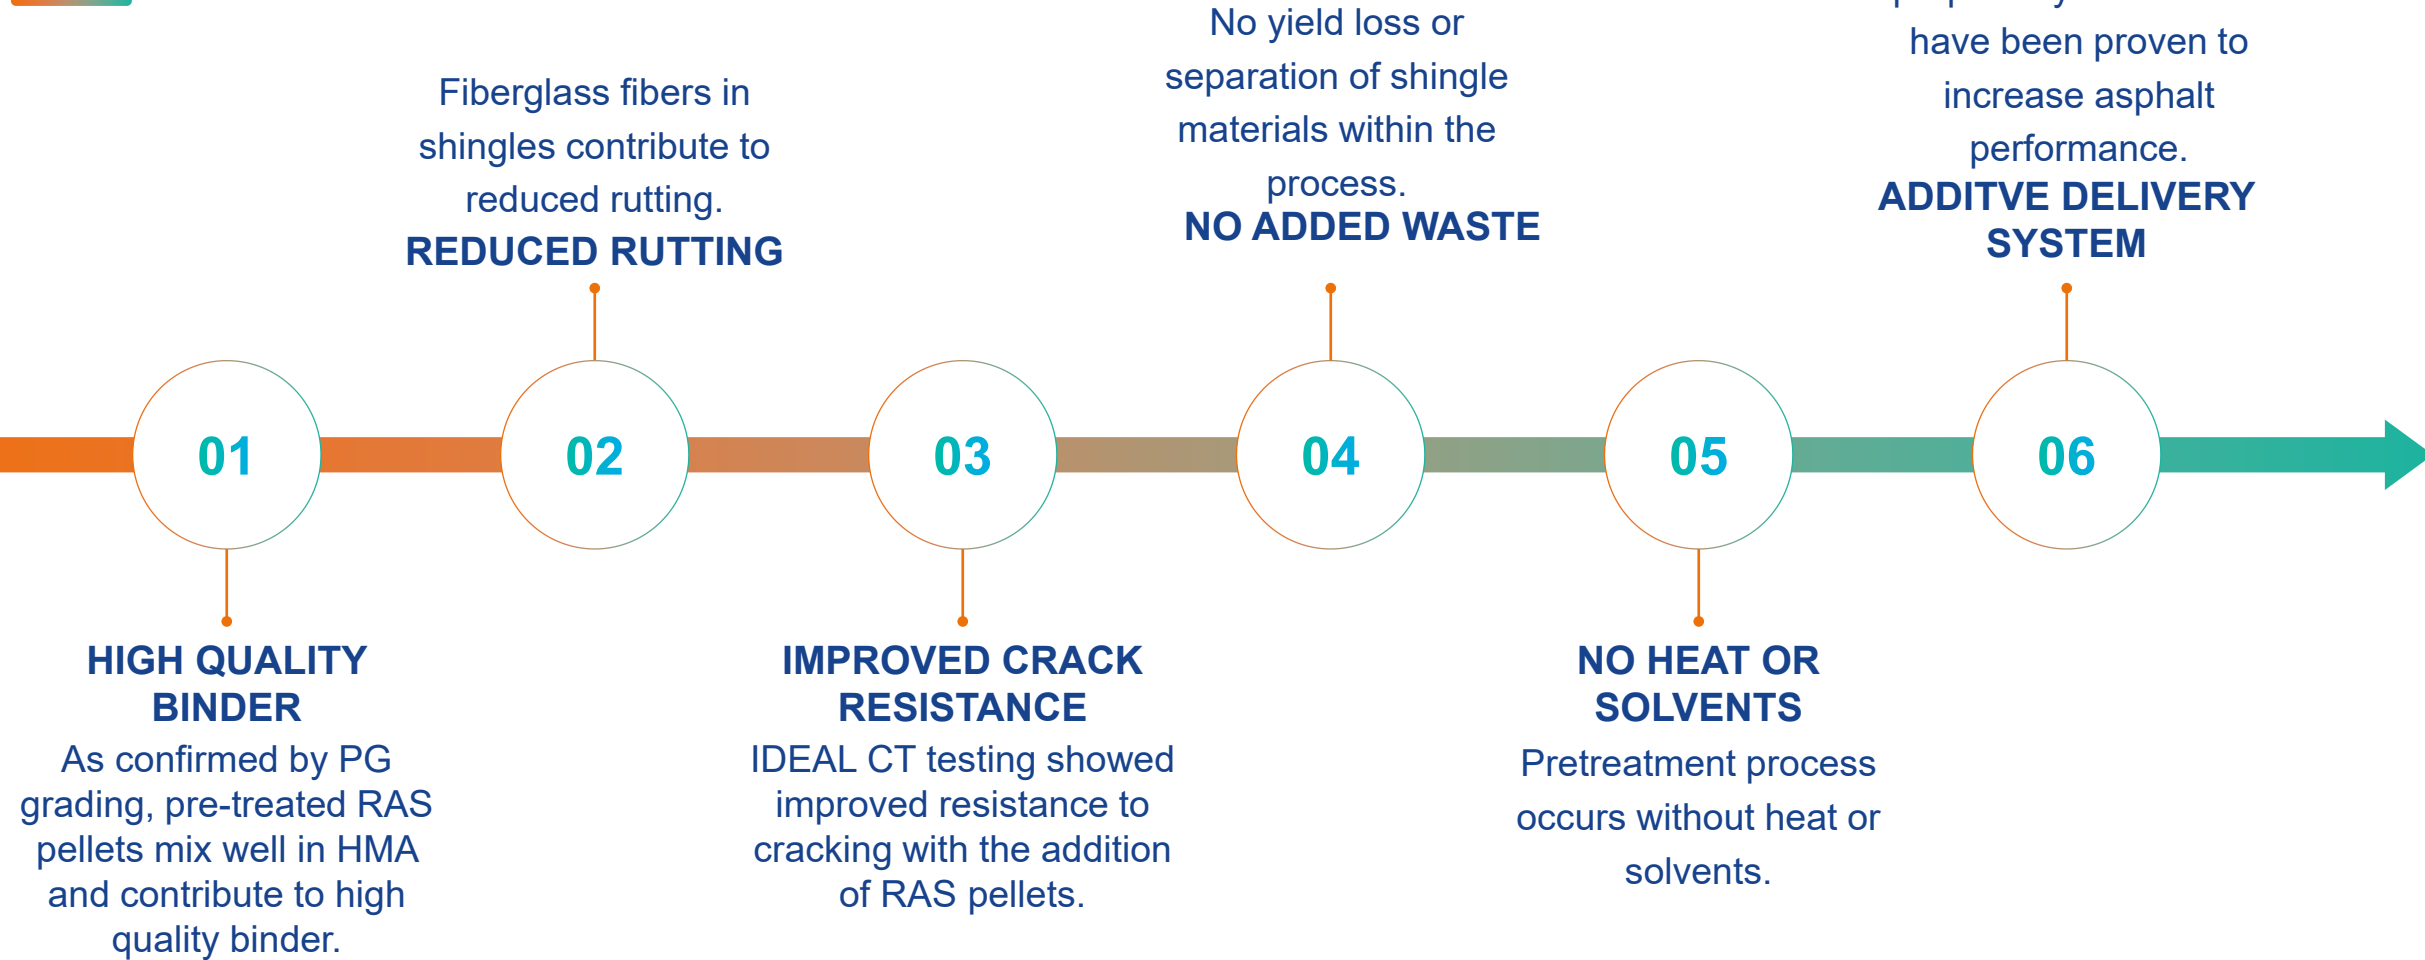 No yield loss or
separation of shingle
materials within the
process.
NO ADDED WASTE
have been proven to
increase asphalt
performance.
ADDITVE DELIVERY
SYSTEM
Fiberglass fibers in
shingles contribute to
reduced rutting.
REDUCED RUTTING
01
02
03
04
05
06
HIGH QUALITY
BINDER
As confirmed by PG
grading, pre-treated RAS
pellets mix well in HMA
and contribute to high
quality binder.
IMPROVED CRACK
RESISTANCE
IDEAL CT testing showed
improved resistance to
cracking with the addition
of RAS pellets.
NO HEAT OR
SOLVENTS
Pretreatment process
occurs without heat or
solvents.